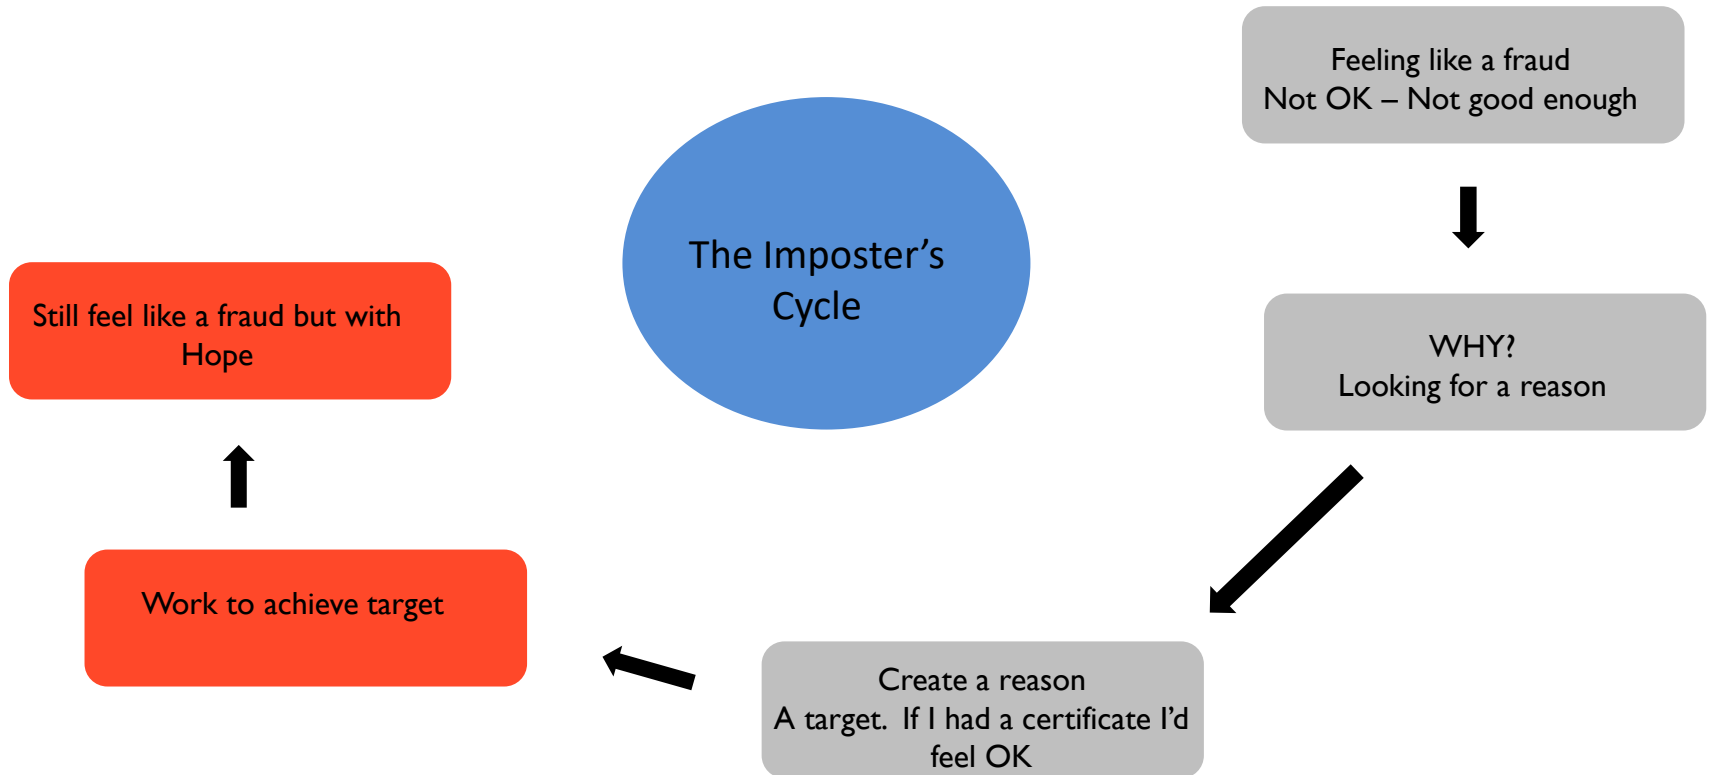 The Imposter’s
Cycle
Feeling like a fraud
Not OK – Not good enough
WHY?
Looking for a reason
Create a reason
A target.  If I had a certificate I’d
feel OK
Work to achieve target
Still feel like a fraud but with
Hope